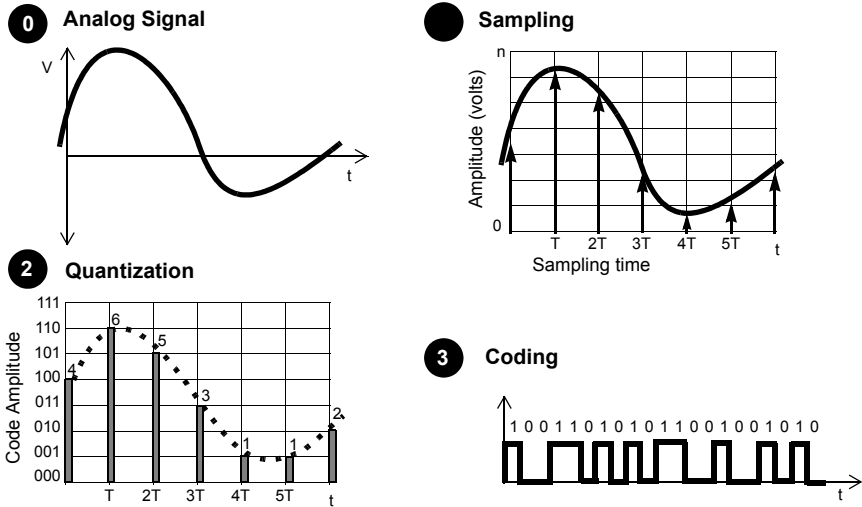 0 Analog Signal
V
t
Sampling
n
Amplitude (volts)
0
T 2T 3T 4T 5T t
Sampling time
2 Quantization
111
110
101
100
011
010
001
000
Code Amplitude
4 6 5 3 1 1 2
T 2T 3T 4T 5T t
3 Coding
1 0 0 1 1 0 1 0 1 0 1 1 0 0 1 0 0 1 0 1 0
t